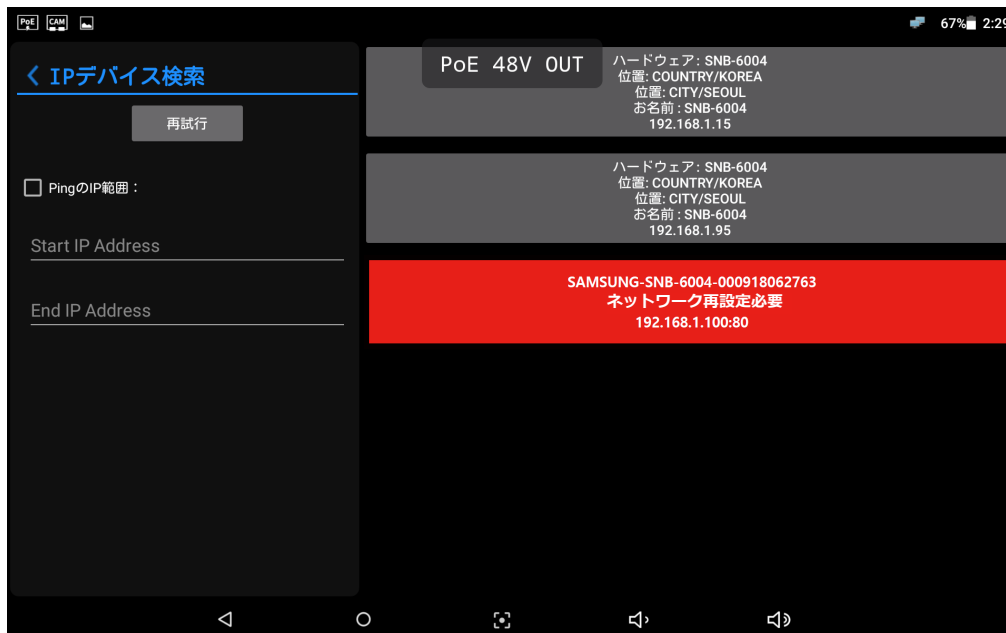 PoE CAM
67% 2:29
IPデバイス検索
再試行
PingのIP範囲：
Start IP Address
End IP Address
PoE 48V OUT
ハードウェア: SNB-6004
位置: COUNTRY/KOREA
位置: CITY/SEOUL
お名前 : SNB-6004
192.168.1.15
ハードウェア: SNB-6004
位置: COUNTRY/KOREA
位置: CITY/SEOUL
お名前 : SNB-6004
192.168.1.95
SAMSUNG-SNB-6004-000918062763
ネットワーク再設定必要
192.168.1.100:80